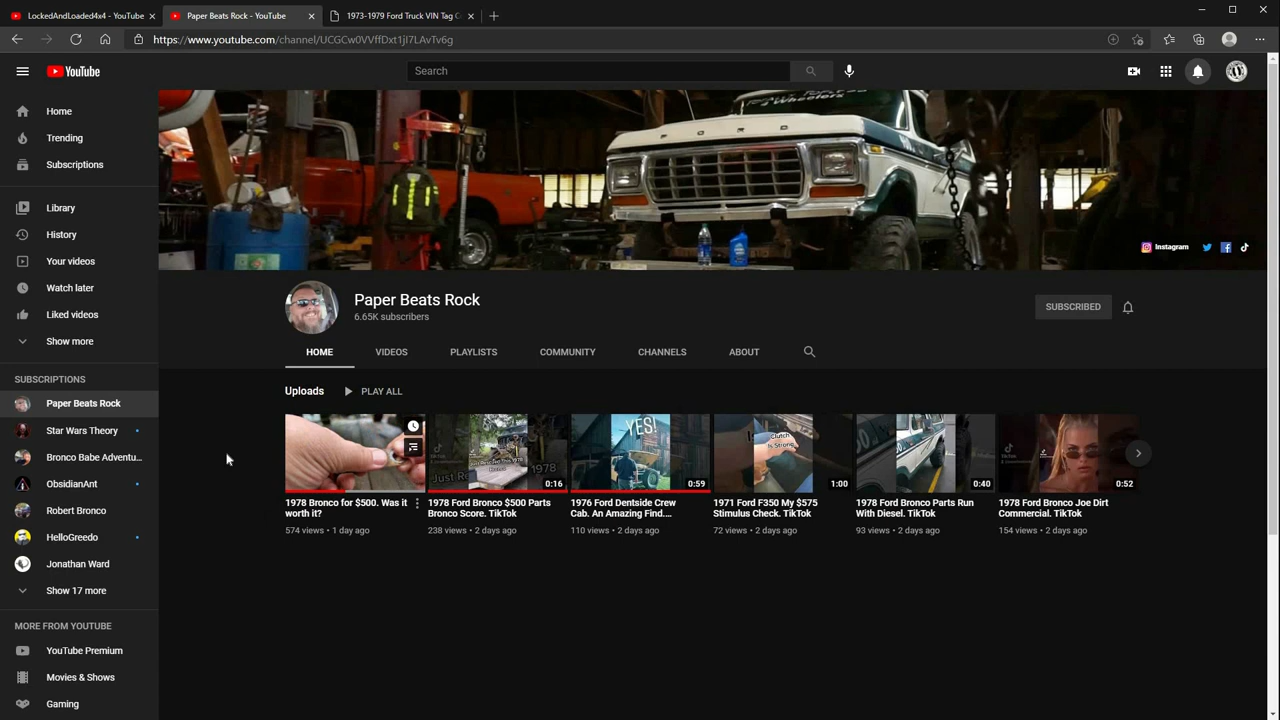 LockedAndLoaded4x4 - YouTube
Paper Beats Rock - YouTube
1973-1979 Ford Truck VIN Tag
https://www.youtube.com/channel/UCGCw0VVffDxt1jI7LAvTv6g
YouTube
Search
Home
Trending
Subscriptions
Library
History
Your videos
Watch later
Liked videos
Show more
SUBSCRIPTIONS
Paper Beats Rock
Star Wars Theory
Bronco Babe Adventu...
ObsidianAnt
Robert Bronco
HelloGreedo
Jonathan Ward
Show 17 more
MORE FROM YOUTUBE
YouTube Premium
Movies & Shows
Gaming
Wheelers
FORD
Instagram
Paper Beats Rock
6.65K subscribers
SUBSCRIBED
HOME
VIDEOS
PLAYLISTS
COMMUNITY
CHANNELS
ABOUT
Uploads
PLAY ALL
Just R
1978
0:16
YES!
0:59
Clutch
Is Strong
1:00
0:40
0:52
1978 Bronco for $500. Was it
worth it?
574 views • 1 day ago
1978 Ford Bronco $500 Parts
Bronco Score. TikTok
238 views • 2 days ago
1976 Ford Dentside Crew
Cab. An Amazing Find....
110 views • 2 days ago
1971 Ford F350 My $575
Stimulus Check. TikTok
72 views • 2 days ago
1978 Ford Bronco Parts Run
With Diesel. TikTok
93 views • 2 days ago
1978 Ford Bronco Joe Dirt
Commercial. TikTok
154 views • 2 days ago